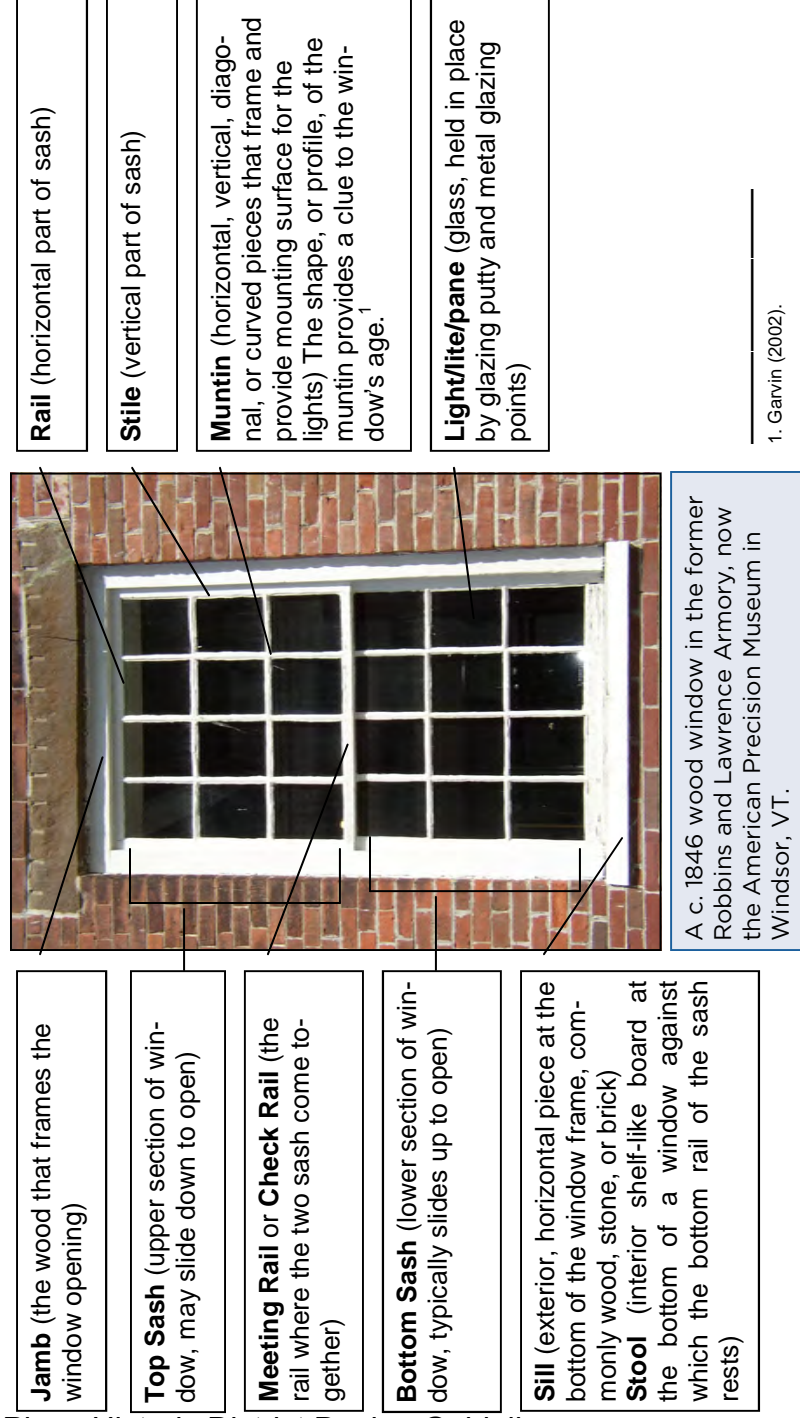 Jamb (the wood that frames the
window opening)
Top Sash (upper section of win-
dow, may slide down to open)
Meeting Rail or Check Rail (the
rail where the two sash come to-
gether)
Bottom Sash (lower section of win-
dow, typically slides up to open)
Sill (exterior, horizontal piece at the
bottom of the window frame, com-
monly wood, stone, or brick)
Stool (interior shelf-like board at
the bottom of a window against
which the bottom rail of the sash
rests)
A c. 1846 wood window in the former
Robbins and Lawrence Armory, now
the American Precision Museum in
Windsor, VT.
Rail (horizontal part of sash)
Stile (vertical part of sash)
Muntin (horizontal, vertical, diago-
nal, or curved pieces that frame and
provide mounting surface for the
lights) The shape, or profile, of the
muntin provides a clue to the win-
dow's age.1
Light/lite/pane (glass, held in place
by glazing putty and metal glazing
points)
1. Garvin (2002).